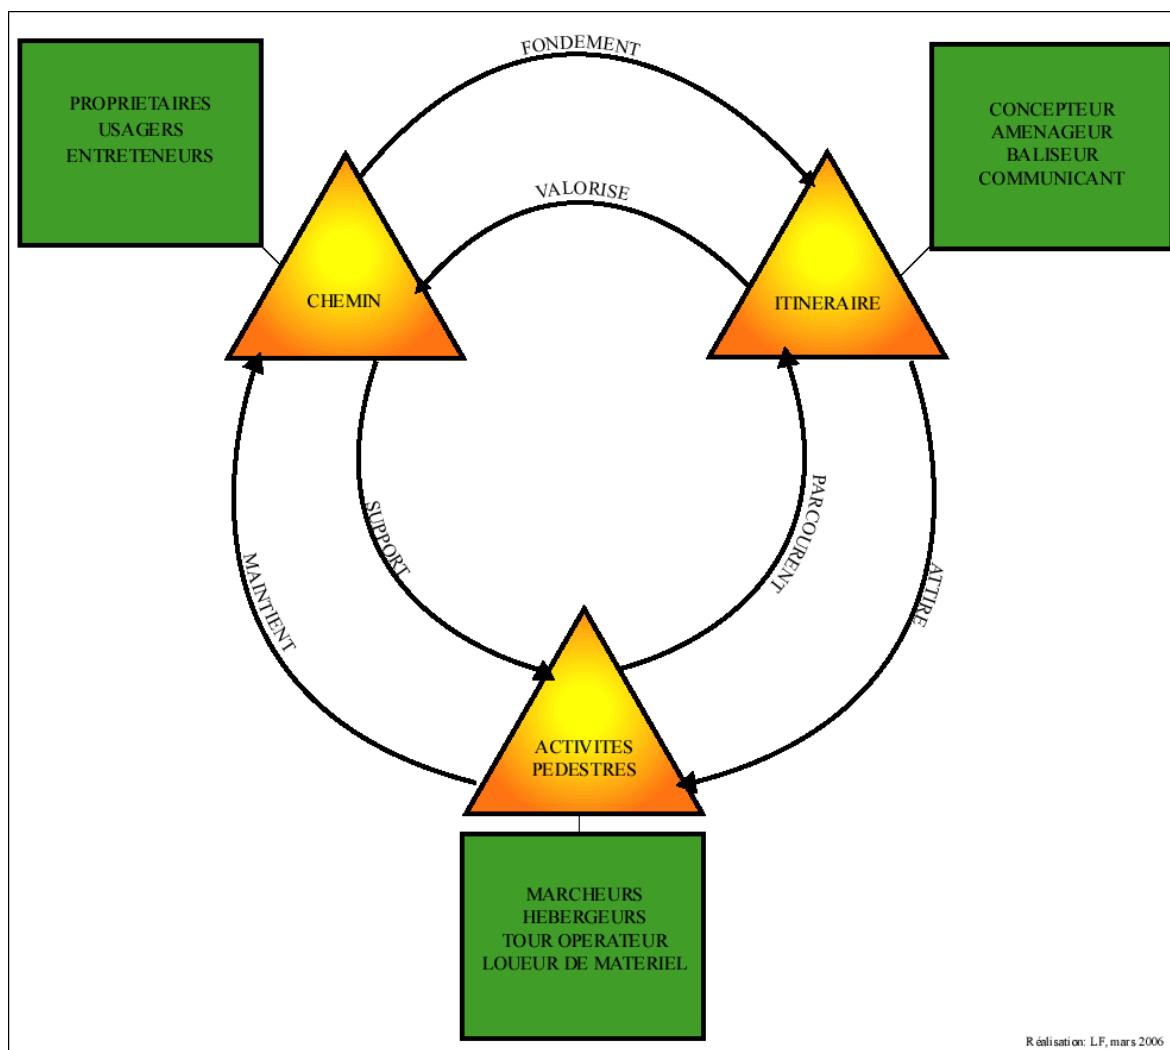 FONDEMENT
PROPRIETAIRES
USAGERS
ENTRETENEURS
CONCEPTEUR
AMENAGEUR
BALISEUR
COMMUNICANT
VALORISE
CHEMIN
ITINERAIRE
SUPPORT
PARCOURENT
MAINTIENT
ATTIRE
ACTIVITES
PEDESTRES
MARCHEURS
HEBERGEURS
TOUR OPERATEUR
LOUEUR DE MATERIEL
Réalisation: LF, mars 2006